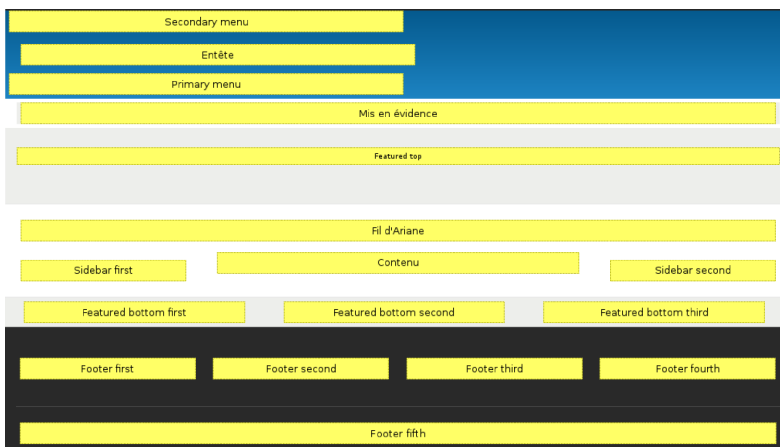 Secondary menu
Entête
Primary menu
Mis en évidence
Featured top
Fil d'Ariane
Sidebar first
Contenu
Sidebar second
Featured bottom first
Featured bottom second
Featured bottom third
Footer first
Footer second
Footer third
Footer fourth
Footer fifth